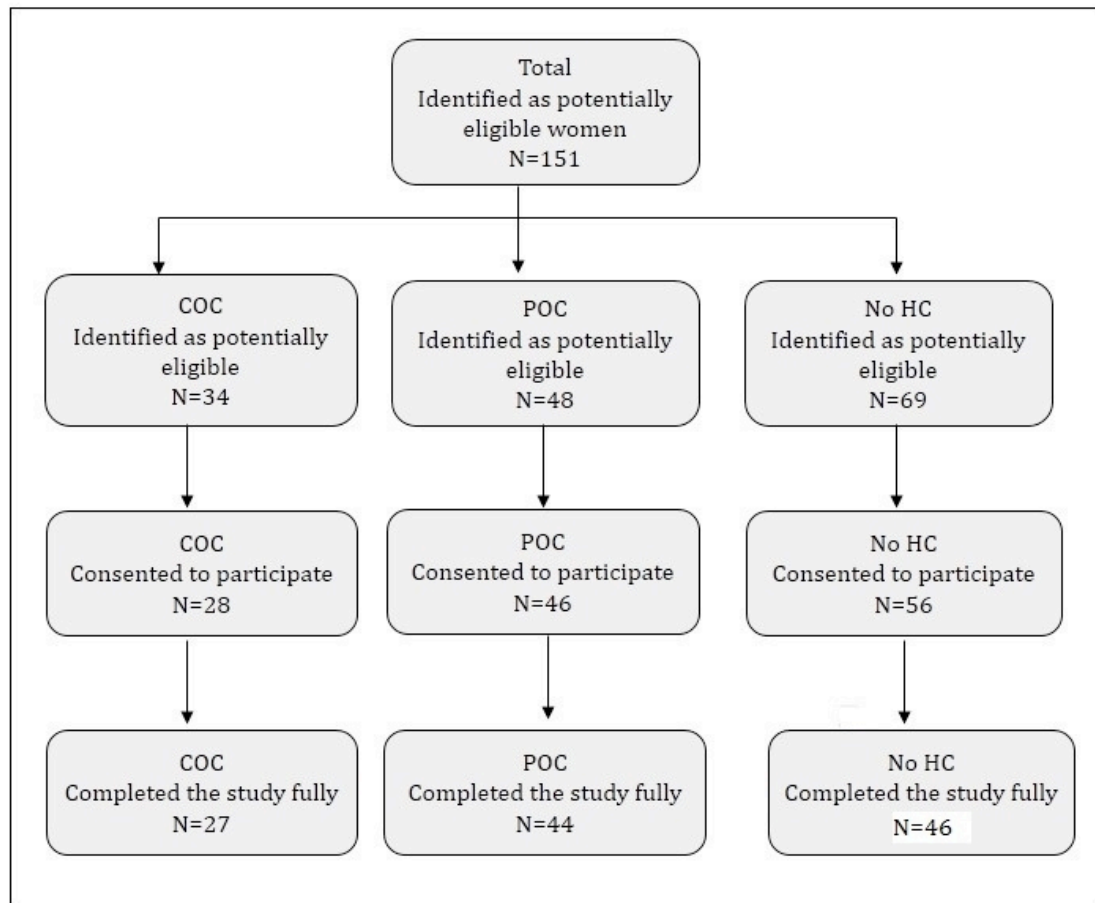 Total
Identified as potentially
eligible women
N=151
COC
Identified as potentially
eligible
N=34
POC
Identified as potentially
eligible
N=48
No HC
Identified as potentially
eligible
N=69
COC
Consented to participate
N=28
POC
Consented to participate
N=46
No HC
Consented to participate
N=56
COC
Completed the study fully
N=27
POC
Completed the study fully
N=44
No HC
Completed the study fully
N=46